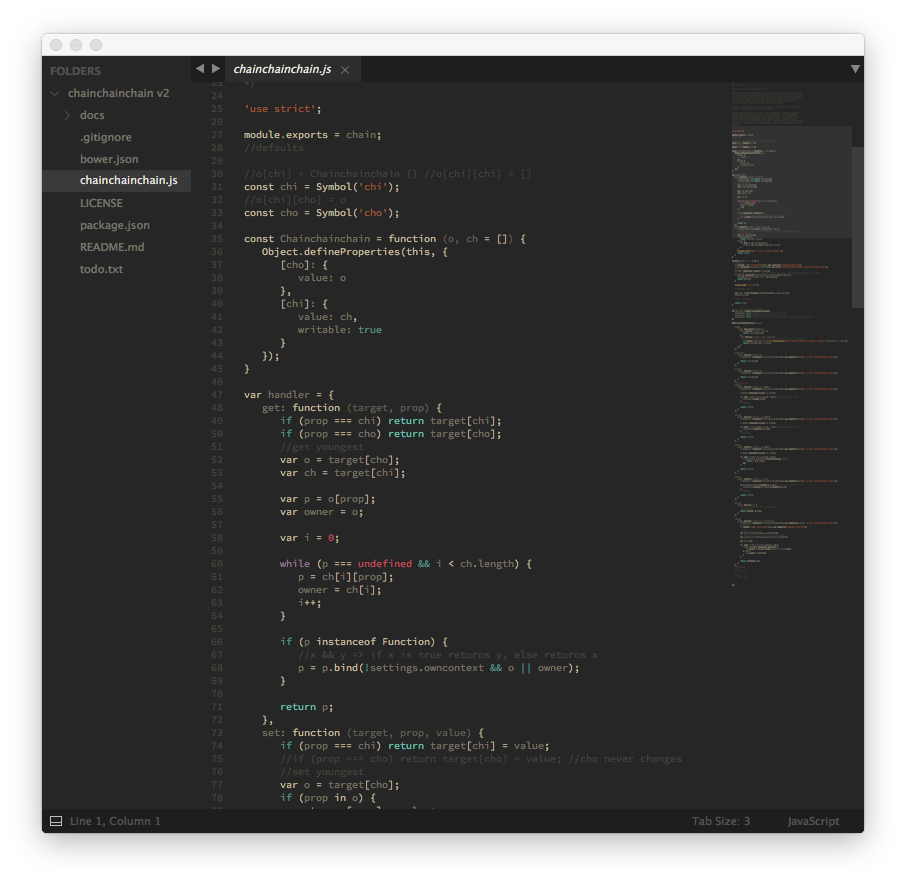 FOLDERS
chainchainchain v2
docs
.gitignore
bower.json
chainchainchain.js
LICENSE
package.json
README.md
todo.txt
chainchainchain.js
23 */
24
25 'use strict';
26
27 module.exports = chain;
28 //defaults
29
30 //o[chi] = Chainchainchain {} //o[chi][chi] = []
31 const chi = Symbol('chi');
32 //o[chi][cho] = o
33 const cho = Symbol('cho');
34
35 const Chainchainchain = function (o, ch = []) {
36 Object.defineProperties(this, {
37 [cho]: {
38 value: o
39 },
40 [chi]: {
41 value: ch,
42 writable: true
43 }
44 });
45 }
46
47 var handler = {
48 get: function (target, prop) {
49 if (prop === chi) return target[chi];
50 if (prop === cho) return target[cho];
51 //get youngest
52 var o = target[cho];
53 var ch = target[chi];
54
55 var p = o[prop];
56 var owner = o;
57
58 var i = 0;
59
60 while (p === undefined && i < ch.length) {
61 p = ch[i][prop];
62 owner = ch[i];
63 i++;
64 }
65
66 if (p instanceof Function) {
67 //x && y => if x is true returns y, else returns x
68 p = p.bind(!settings.owncontext && o || owner);
69 }
70
71 return p;
72 },
73 set: function (target, prop, value) {
74 if (prop === chi) return target[chi] = value;
75 //if (prop === cho) return target[cho] = value; //cho never changes
76 //set youngest
77 var o = target[cho];
78 if (prop in o) {
Line 1, Column 1
Tab Size: 3
JavaScript